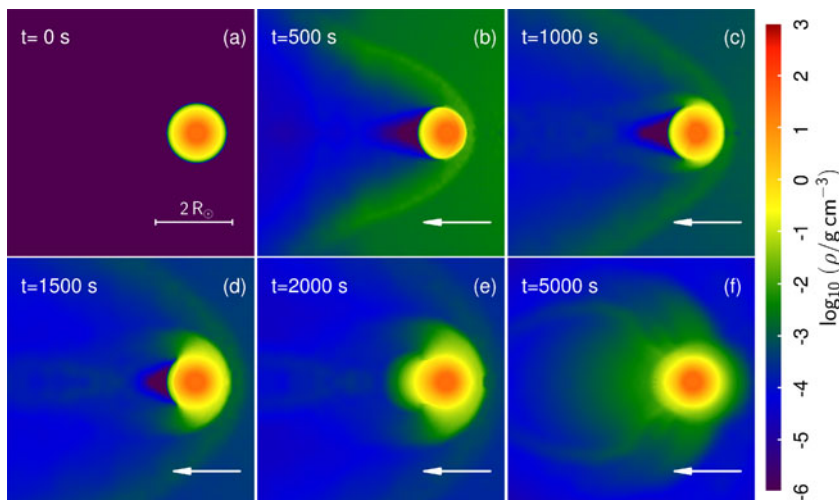 t= 0 s (a)
t=500 s (b)
t=1000 s (c)
2 R☉
t=1500 s (d)
t=2000 s (e)
t=5000 s (f)
3
2
1
0
-1
-2
-3
-4
-5
-6
log₁₀ (ρ/g cm⁻³)